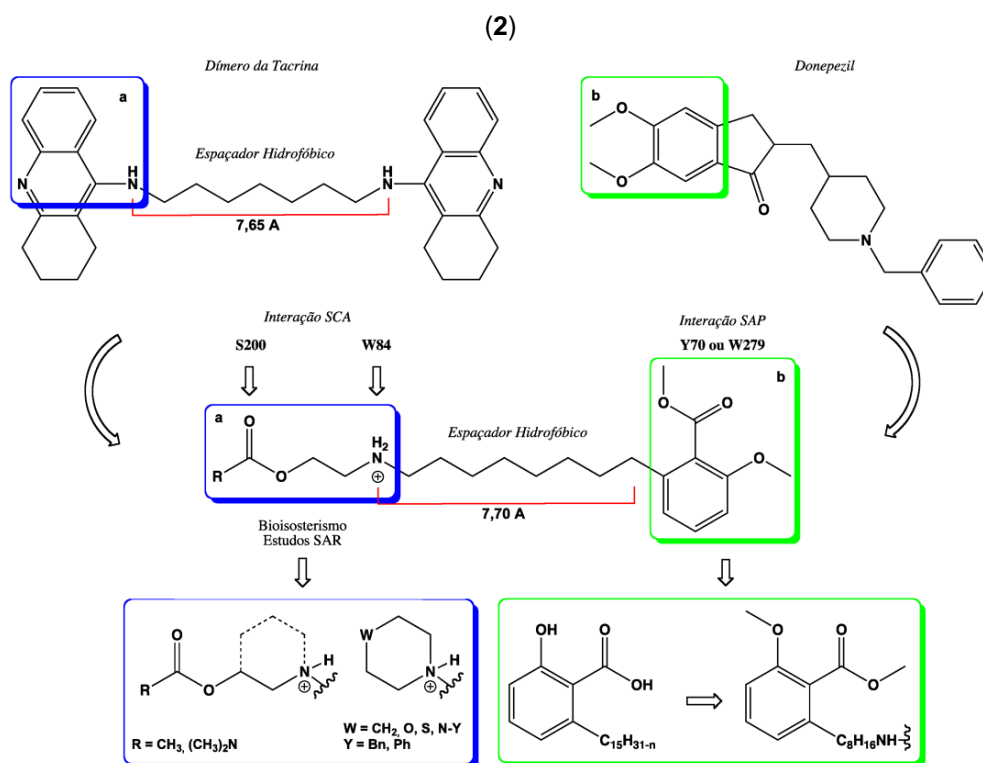 (2)
Dímero da Tacrina
Donepezil
a
b
H
N
Espaçador Hidrofóbico
H
N
N
N
7,65 A
O
O
O
N
Interação SCA
Interação SAP
S200
W84
Y70 ou W279
a
b
O
R
O
H2
N
⊕
Espaçador Hidrofóbico
O
O
O
7,70 A
Bioisosterismo
Estudos SAR
O
R
O
N
H
⊕
W
N
H
⊕
R = CH3, (CH3)2N
W = CH2, O, S, N-Y
Y = Bn, Ph
OH
O
OH
C15H31-n
O
O
O
C8H16NH